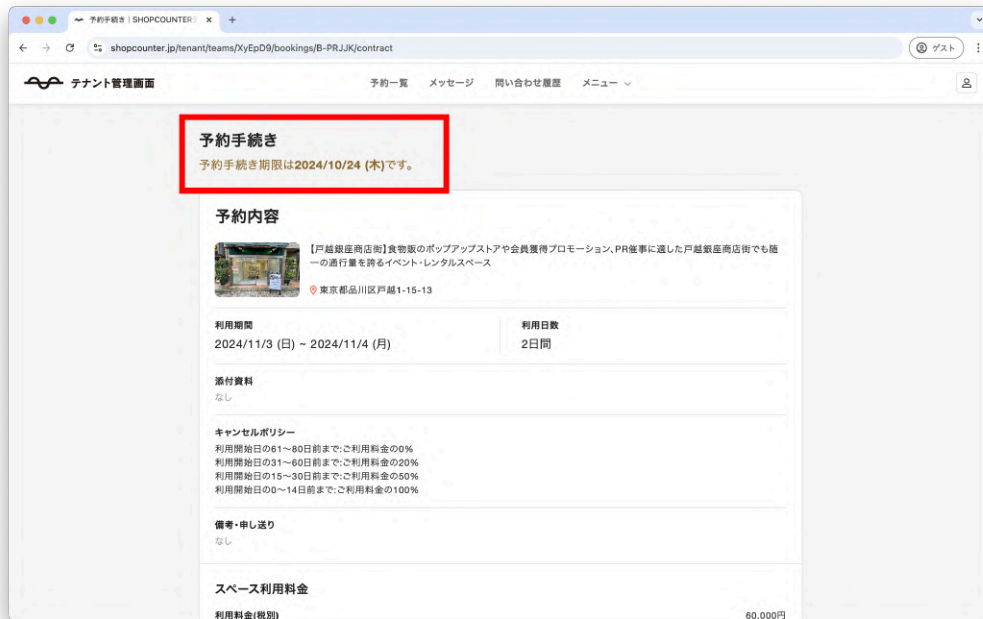 予約手続き | SHOPCOUNTER
shopcounter.jp/tenant/teams/XyEpD9/bookings/B-PRJJK/contract
ゲスト
テナント管理画面
予約一覧
メッセージ
問い合わせ履歴
メニュー
予約手続き
予約手続き期限は2024/10/24 (木)です。
予約内容
【戸越銀座商店街】食物販のポップアップストアや会員獲得プロモーション、PR催事に適した戸越銀座商店街でも随
一の通行量を誇るイベント・レンタルスペース
東京都品川区戸越1-15-13
利用期間
2024/11/3 (日) ~ 2024/11/4 (月)
利用日数
2日間
添付資料
なし
キャンセルポリシー
利用開始日の61〜80日前まで:ご利用料金の0%
利用開始日の31〜60日前まで:ご利用料金の20%
利用開始日の15〜30日前まで:ご利用料金の50%
利用開始日の0〜14日前まで:ご利用料金の100%
備考・申し送り
なし
スペース利用料金
利用料金(税別)
60,000円